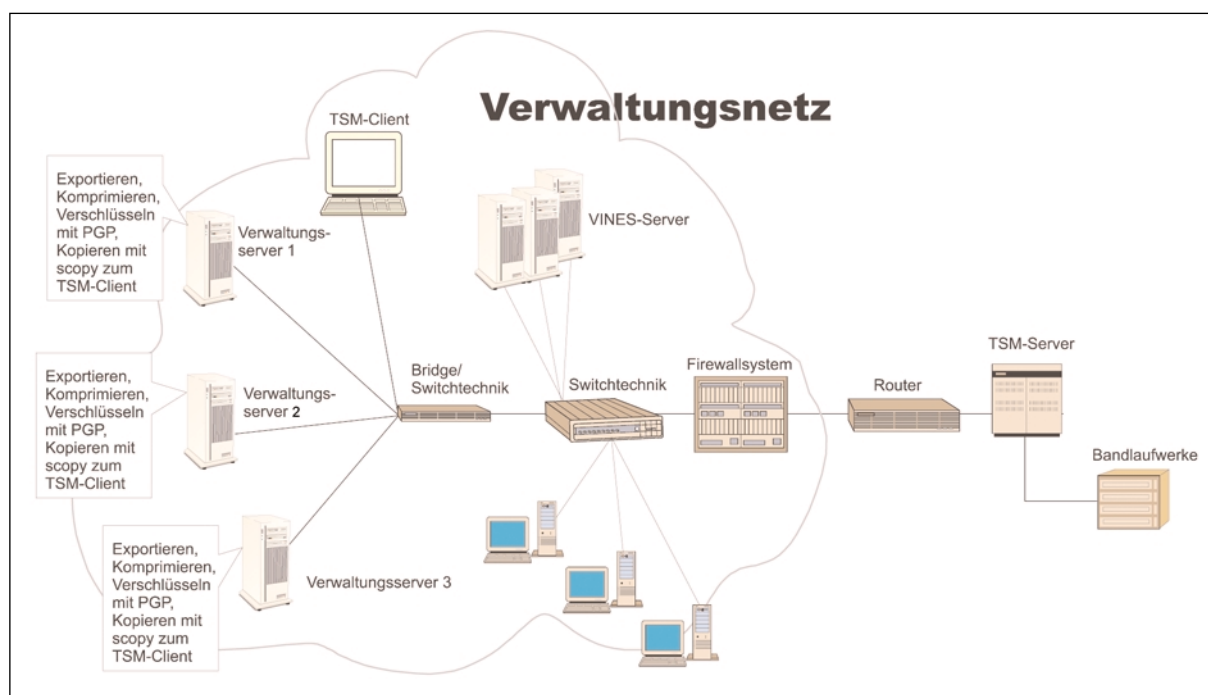 Verwaltungsnetz
TSM-Client
Exportieren,
Komprimieren,
Verschlüsseln
mit PGP,
Kopieren mit
scopy zum
TSM-Client
Verwaltungs-
server 1
VINES-Server
Exportieren,
Komprimieren,
Verschlüsseln
mit PGP,
Kopieren mit
scopy zum
TSM-Client
Verwaltungs-
server 2
Bridge/
Switchtechnik
Switchtechnik
Firewallsystem
Router
TSM-Server
Bandlaufwerke
Exportieren,
Komprimieren,
Verschlüsseln
mit PGP,
Kopieren mit
scopy zum
TSM-Client
Verwaltungsserver 3